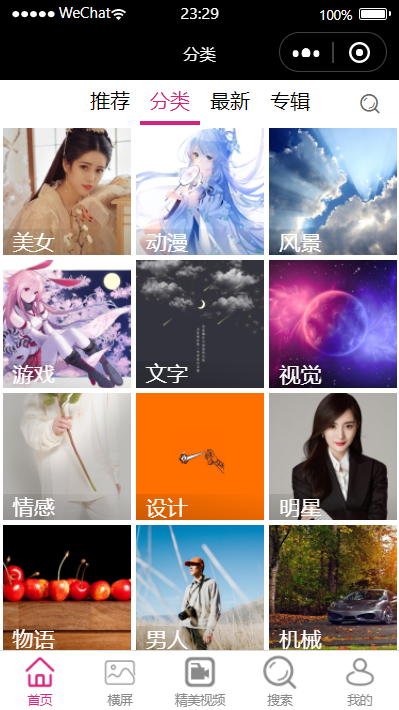 WeChat 23:29 100%
分类
推荐 分类 最新 专辑
美女 动漫 风景
游戏 文字 视觉
情感 设计 明星
物语 男人 机械
首页 横屏 精美视频 搜索 我的